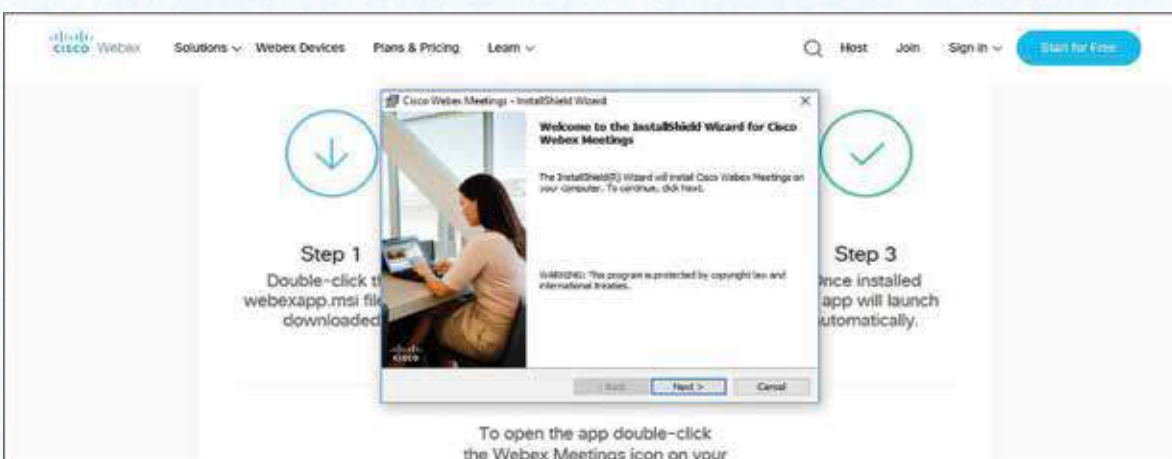 cisco Webex Solutions Webex Devices Plans & Pricing Learn Host Join Sign in Start for Free
Cisco Webex Meetings - InstallShield Wizard
Welcome to the InstallShield Wizard for Cisco
Webex Meetings
The InstallShield(R) Wizard will install Cisco Webex Meetings on
your computer. To continue, click Next.
WARNING: This program is protected by copyright law and
international treaties.
cisco
< Back Next > Cancel
Step 1
Double-click
webexapp.msi
downloaded
Step 3
installed
app will launch
automatically.
To open the app double-click
the Webex Meetings icon on your